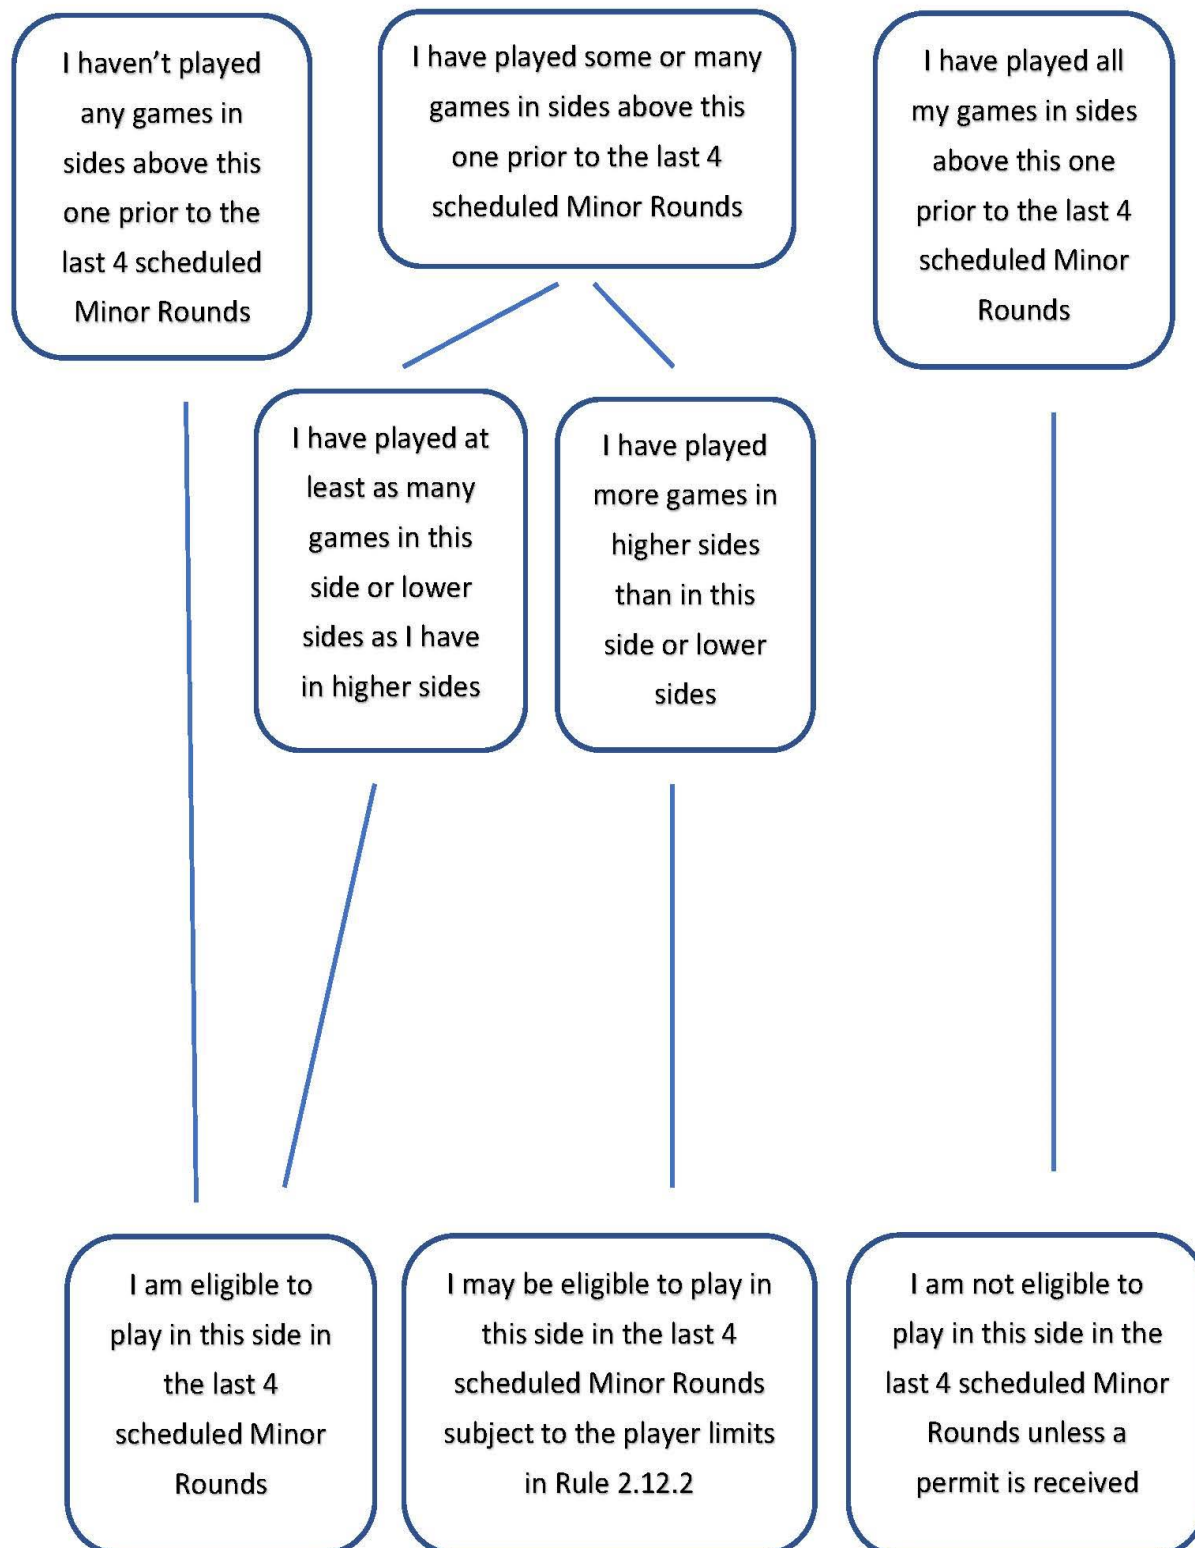 I haven’t played
any games in
sides above this
one prior to the
last 4 scheduled
Minor Rounds
I have played some or many
games in sides above this
one prior to the last 4
scheduled Minor Rounds
I have played all
my games in sides
above this one
prior to the last 4
scheduled Minor
Rounds
I have played at
least as many
games in this
side or lower
sides as I have
in higher sides
I have played
more games in
higher sides
than in this
side or lower
sides
I am eligible to
play in this side in
the last 4
scheduled Minor
Rounds
I may be eligible to play in
this side in the last 4
scheduled Minor Rounds
subject to the player limits
in Rule 2.12.2
I am not eligible to
play in this side in the
last 4 scheduled Minor
Rounds unless a
permit is received